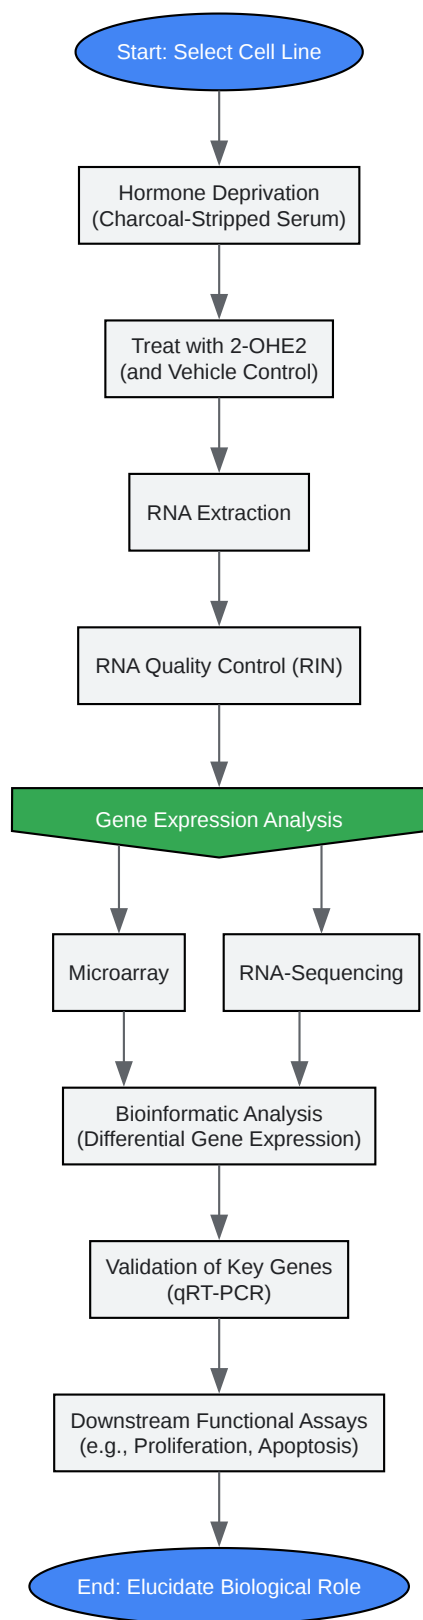 Start: Select Cell Line
Hormone Deprivation
(Charcoal-Stripped Serum)
Treat with 2-OHE2
(and Vehicle Control)
RNA Extraction
RNA Quality Control (RIN)
Gene Expression Analysis
Microarray
RNA-Sequencing
Bioinformatic Analysis
(Differential Gene Expression)
Validation of Key Genes
(qRT-PCR)
Downstream Functional Assays
(e.g., Proliferation, Apoptosis)
End: Elucidate Biological Role